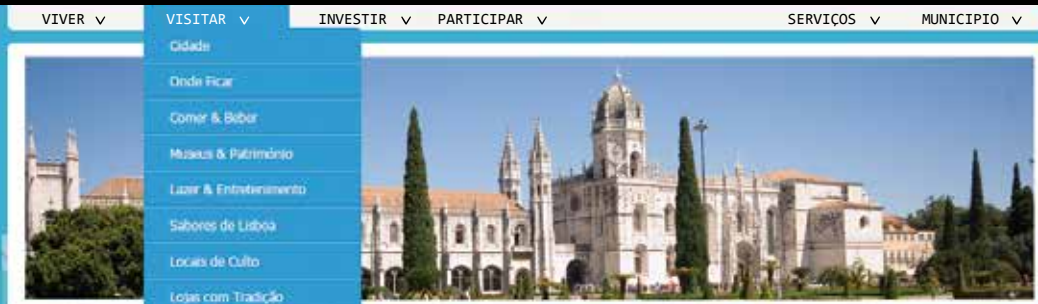 VIVER ∨ VISITAR ∨ INVESTIR ∨ PARTICIPAR ∨ SERVIÇOS ∨ MUNICIPIO ∨
Cidade
Onde Ficar
Comer & Beber
Museus & Património
Lazer & Entretenimento
Sabores de Lisboa
Locais de Culto
Lojas com Tradição